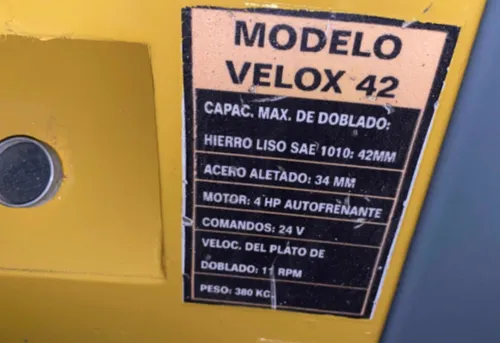 MODELO
VELOX 42
CAPAC. MAX. DE DOBLADO:
HIERRO LISO SAE 1010: 42MM
ACERO ALETADO: 34 MM
MOTOR: 4 HP AUTOFRENANTE
COMANDOS: 24 V
VELOC. DEL PLATO DE
DOBLADO: 11 RPM
PESO: 380 KG.